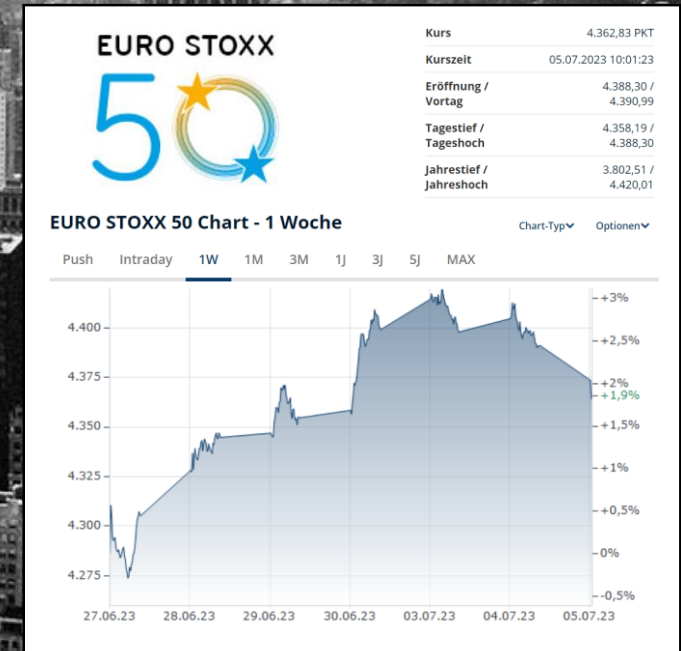 EURO STOXX
50
Kurs 4.362,83 PKT
Kurszeit 05.07.2023 10:01:23
Eröffnung / 4.388,30 /
Vortag 4.390,99
Tagestief / 4.358,19 /
Tageshoch 4.388,30
Jahrestief / 3.802,51 /
Jahreshoch 4.420,01
EURO STOXX 50 Chart - 1 Woche
Chart-Typ Optionen
Push Intraday 1W 1M 3M 1J 3J 5J MAX
4.400
4.375
4.350
4.325
4.300
4.275
+3%
+2,5%
+2%
+1,9%
+1,5%
+1%
+0,5%
0%
-0,5%
27.06.23 28.06.23 29.06.23 30.06.23 03.07.23 04.07.23 05.07.23